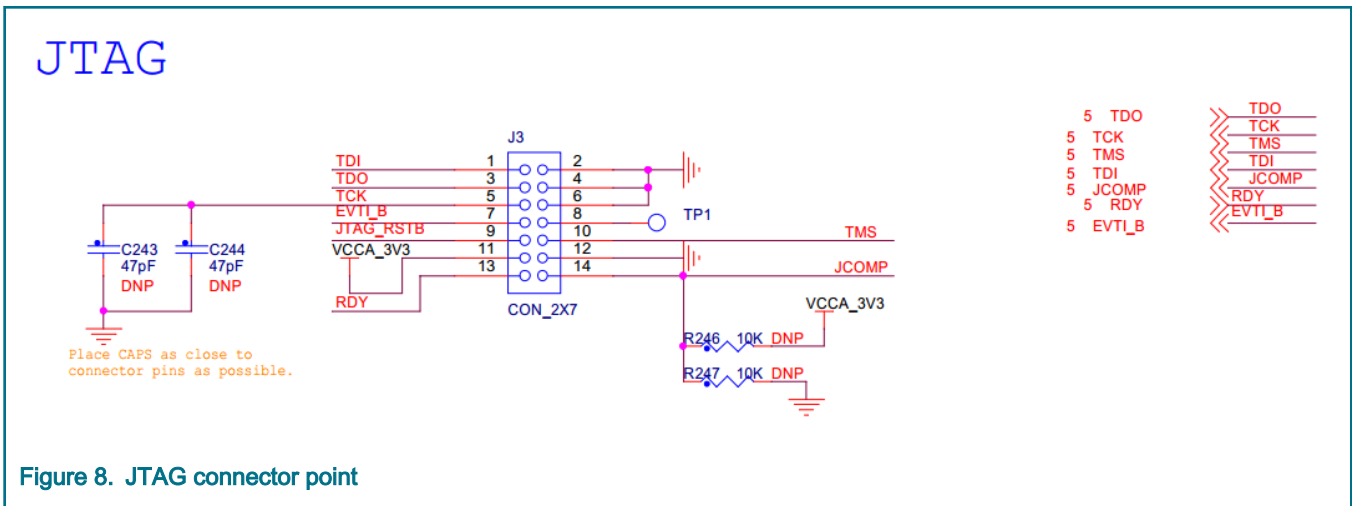 JTAG
J3
TDI 1 2
TDO 3 4
TCK 5 6
EVTI_B 7 8 TP1
JTAG_RSTB 9 10 TMS
VCCA_3V3 11 12
RDY 13 14 JCOMP
CON_2X7
C243
47pF
DNP
C244
47pF
DNP
Place CAPS as close to
connector pins as possible.
VCCA_3V3
R246 10K DNP
R247 10K DNP
5 TDO TDO
5 TCK TCK
5 TMS TMS
5 TDI TDI
5 JCOMP JCOMP
5 RDY RDY
5 EVTI_B EVTI_B
Figure 8. JTAG connector point